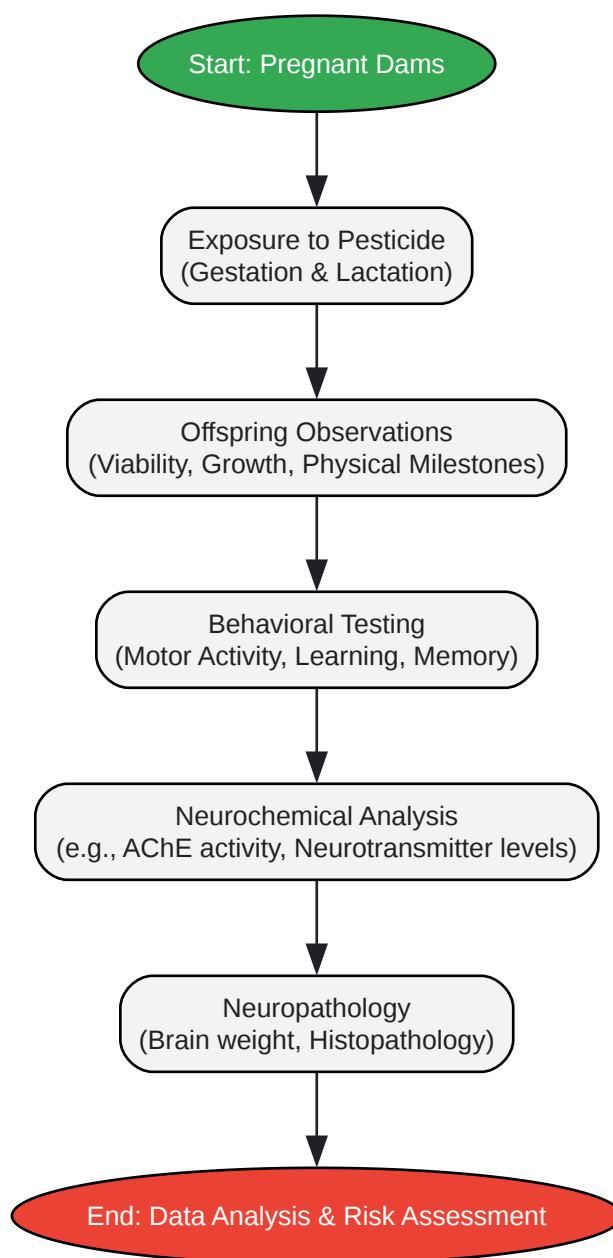 Start: Pregnant Dams
Exposure to Pesticide
(Gestation & Lactation)
Offspring Observations
(Viability, Growth, Physical Milestones)
Behavioral Testing
(Motor Activity, Learning, Memory)
Neurochemical Analysis
(e.g., AChE activity, Neurotransmitter levels)
Neuropathology
(Brain weight, Histopathology)
End: Data Analysis & Risk Assessment